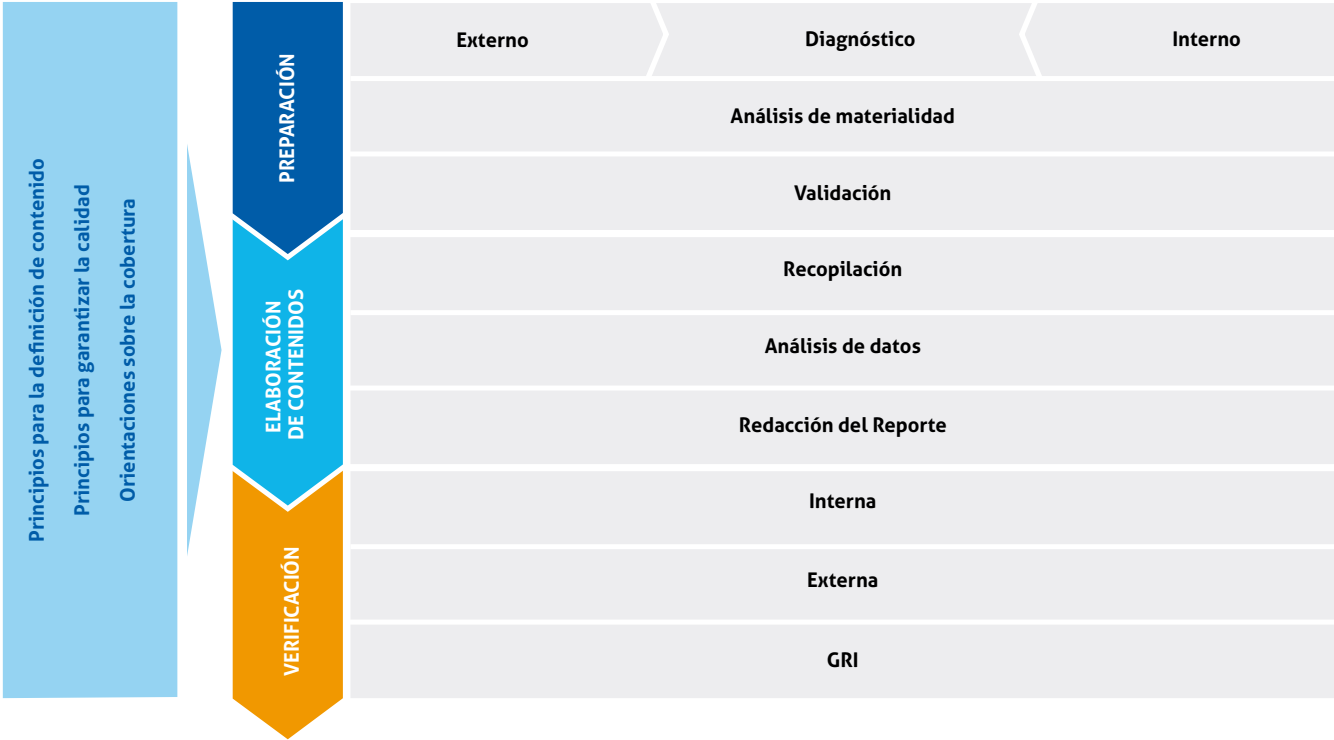 Principios para la definición de contenido
Principios para garantizar la calidad
Orientaciones sobre la cobertura
PREPARACIÓN
Externo
Diagnóstico
Interno
Análisis de materialidad
Validación
ELABORACIÓN
DE CONTENIDOS
Recopilación
Análisis de datos
Redacción del Reporte
VERIFICACIÓN
Interna
Externa
GRI